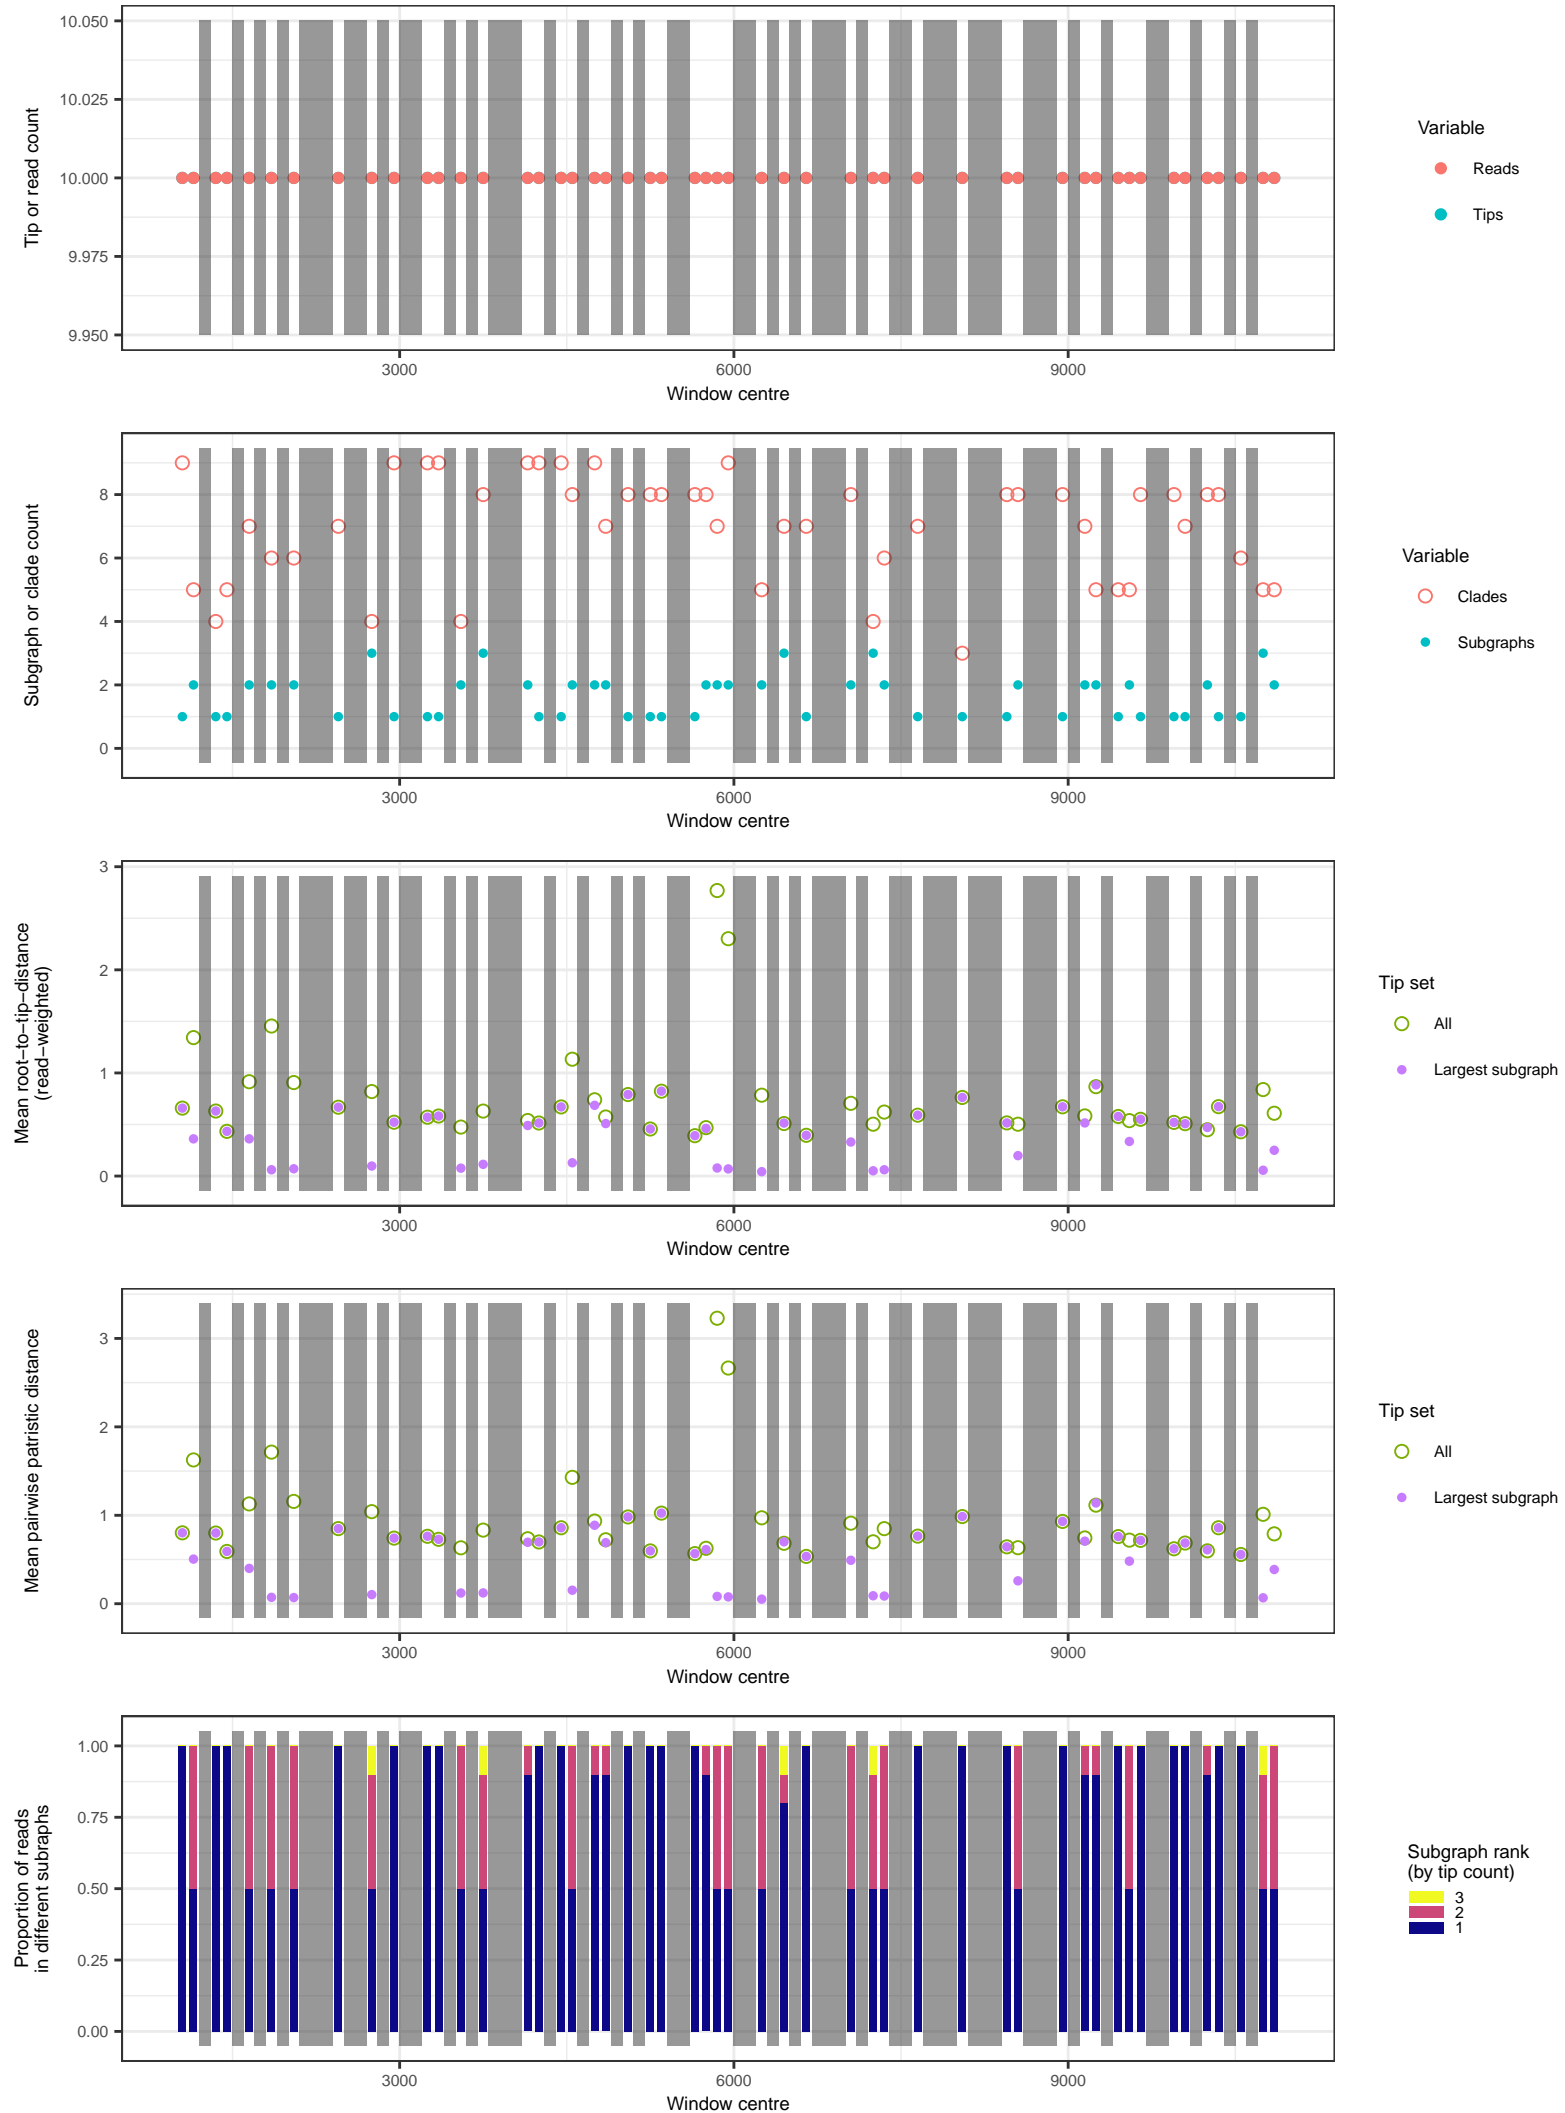 10.050
10.025
10.000
9.975
9.950
Tip or read count
3000
6000
9000
Window centre
Variable
Reads
Tips
8
6
4
2
0
Subgraph or clade count
3000
6000
9000
Window centre
Variable
Clades
Subgraphs
3
2
1
0
Mean root−to−tip−distance
(read−weighted)
3000
6000
9000
Window centre
Tip set
All
Largest subgraph
3
2
1
0
Mean pairwise patristic distance
3000
6000
9000
Window centre
Tip set
All
Largest subgraph
1.00
0.75
0.50
0.25
0.00
Proportion of reads
in different subraphs
3000
6000
9000
Window centre
Subgraph rank
(by tip count)
3
2
1